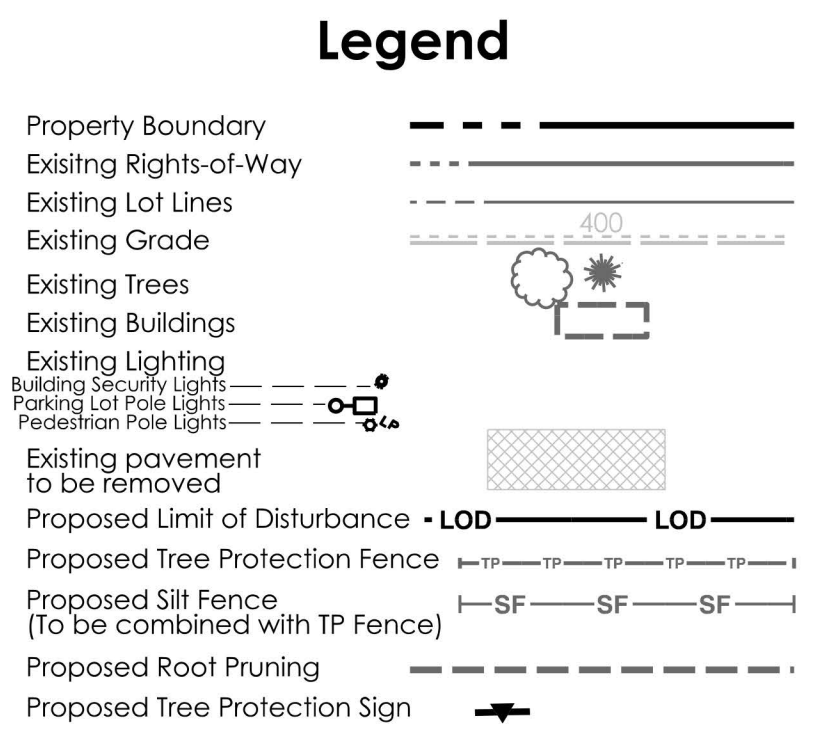 Legend
Property Boundary
Exisitng Rights-of-Way
Existing Lot Lines
400
Existing Grade
Existing Trees
Existing Buildings
Existing Lighting
Building Security Lights
Parking Lot Pole Lights
Pedestrian Pole Lights
Existing pavement
to be removed
Proposed Limit of Disturbance LOD LOD
Proposed Tree Protection Fence TP TP TP TP TP
Proposed Silt Fence SF SF SF
(To be combined with TP Fence)
Proposed Root Pruning
Proposed Tree Protection Sign